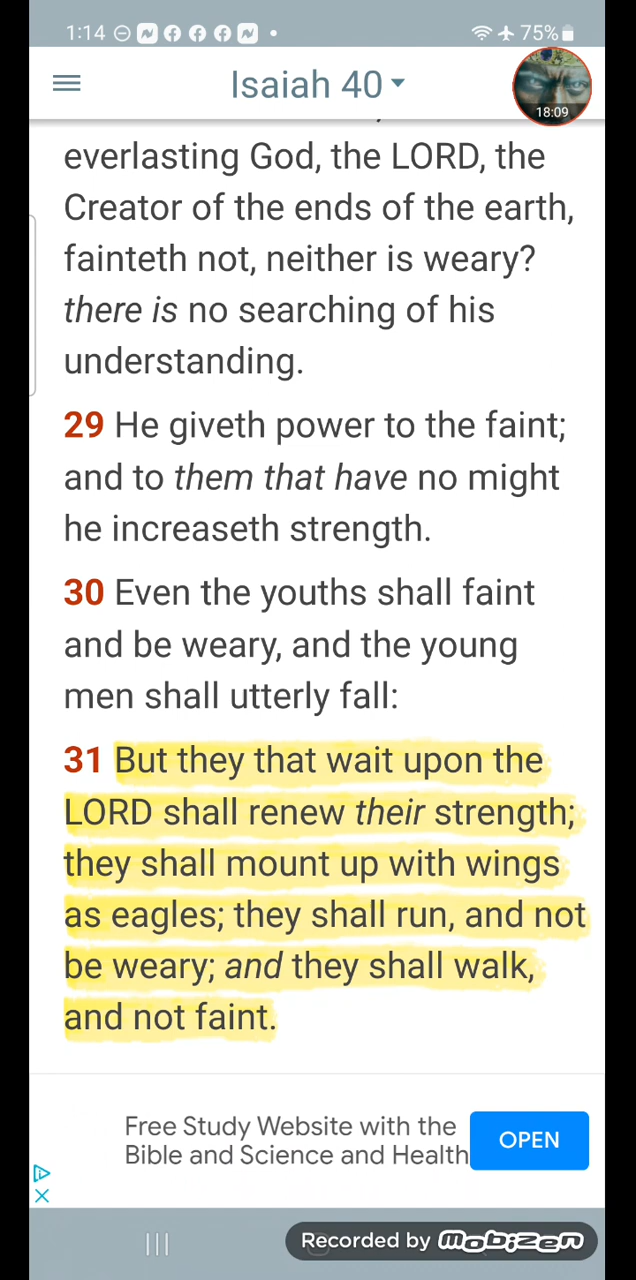 1:14
75%
Isaiah 40
18:09
everlasting God, the LORD, the
Creator of the ends of the earth,
fainteth not, neither is weary?
there is no searching of his
understanding.
29 He giveth power to the faint;
and to them that have no might
he increaseth strength.
30 Even the youths shall faint
and be weary, and the young
men shall utterly fall:
31 But they that wait upon the
LORD shall renew their strength;
they shall mount up with wings
as eagles; they shall run, and not
be weary; and they shall walk,
and not faint.
Free Study Website with the
Bible and Science and Health
OPEN
Recorded by mobizen